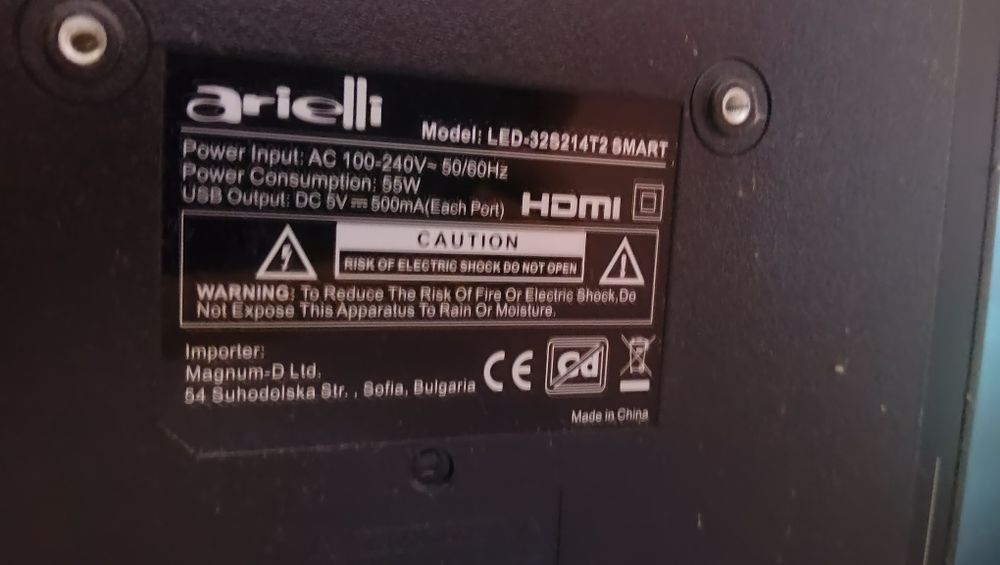 arielli
Model: LED-32S214T2 SMART
Power Input: AC 100-240V~ 50/60Hz
Power Consumption: 55W
USB Output: DC 5V ⎓ 500mA(Each Port)
HDMI
CAUTION
RISK OF ELECTRIC SHOCK DO NOT OPEN
WARNING: To Reduce The Risk Of Fire Or Electric Shock,Do
Not Expose This Apparatus To Rain Or Moisture.
Importer:
Magnum-D Ltd.
54 Suhodolska Str. , Sofia, Bulgaria
CE
Cd
Made in China